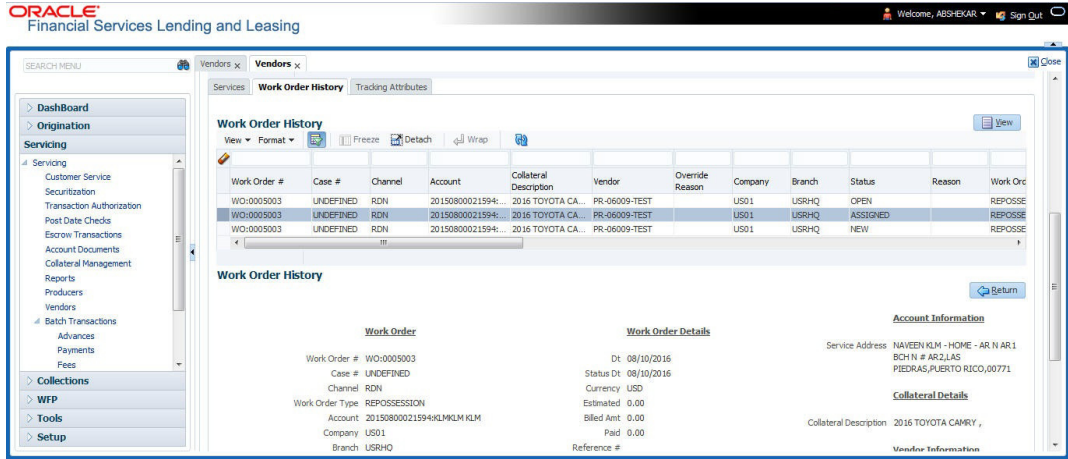 ORACLE®
Financial Services Lending and Leasing
Welcome, ABSHEKAR
Sign Out
SEARCH MENU
Vendors x
Vendors x
Close
Services
Work Order History
Tracking Attributes
DashBoard
Origination
Servicing
Servicing
Customer Service
Securitization
Transaction Authorization
Post Date Checks
Escrow Transactions
Account Documents
Collateral Management
Reports
Producers
Vendors
Batch Transactions
Advances
Payments
Fees
Collections
WFP
Tools
Setup
Work Order History
View
View Format Freeze Detach Wrap
Work Order # Case # Channel Account Collateral Description Vendor Override Reason Company Branch Status Reason Work Orc
WO:0005003 UNDEFINED RDN 20150800021594:... 2016 TOYOTA CA... PR-06009-TEST US01 USRHQ OPEN REPOSSE
WO:0005003 UNDEFINED RDN 20150800021594:... 2016 TOYOTA CA... PR-06009-TEST US01 USRHQ ASSIGNED REPOSSE
WO:0005003 UNDEFINED RDN 20150800021594:... 2016 TOYOTA CA... PR-06009-TEST US01 USRHQ NEW REPOSSE
Work Order History
Return
Work Order
Work Order # WO:0005003
Case # UNDEFINED
Channel RDN
Work Order Type REPOSSESSION
Account 20150800021594:KLMKLM KLM
Company US01
Branch USRHQ
Work Order Details
Dt 08/10/2016
Status Dt 08/10/2016
Currency USD
Estimated 0.00
Billed Amt 0.00
Paid 0.00
Reference #
Account Information
Service Address NAVEEN KLM - HOME - AR N AR1
BCH N # AR2,LAS
PIEDRAS,PUERTO RICO,00771
Collateral Details
Collateral Description 2016 TOYOTA CAMRY ,
Vendor Information